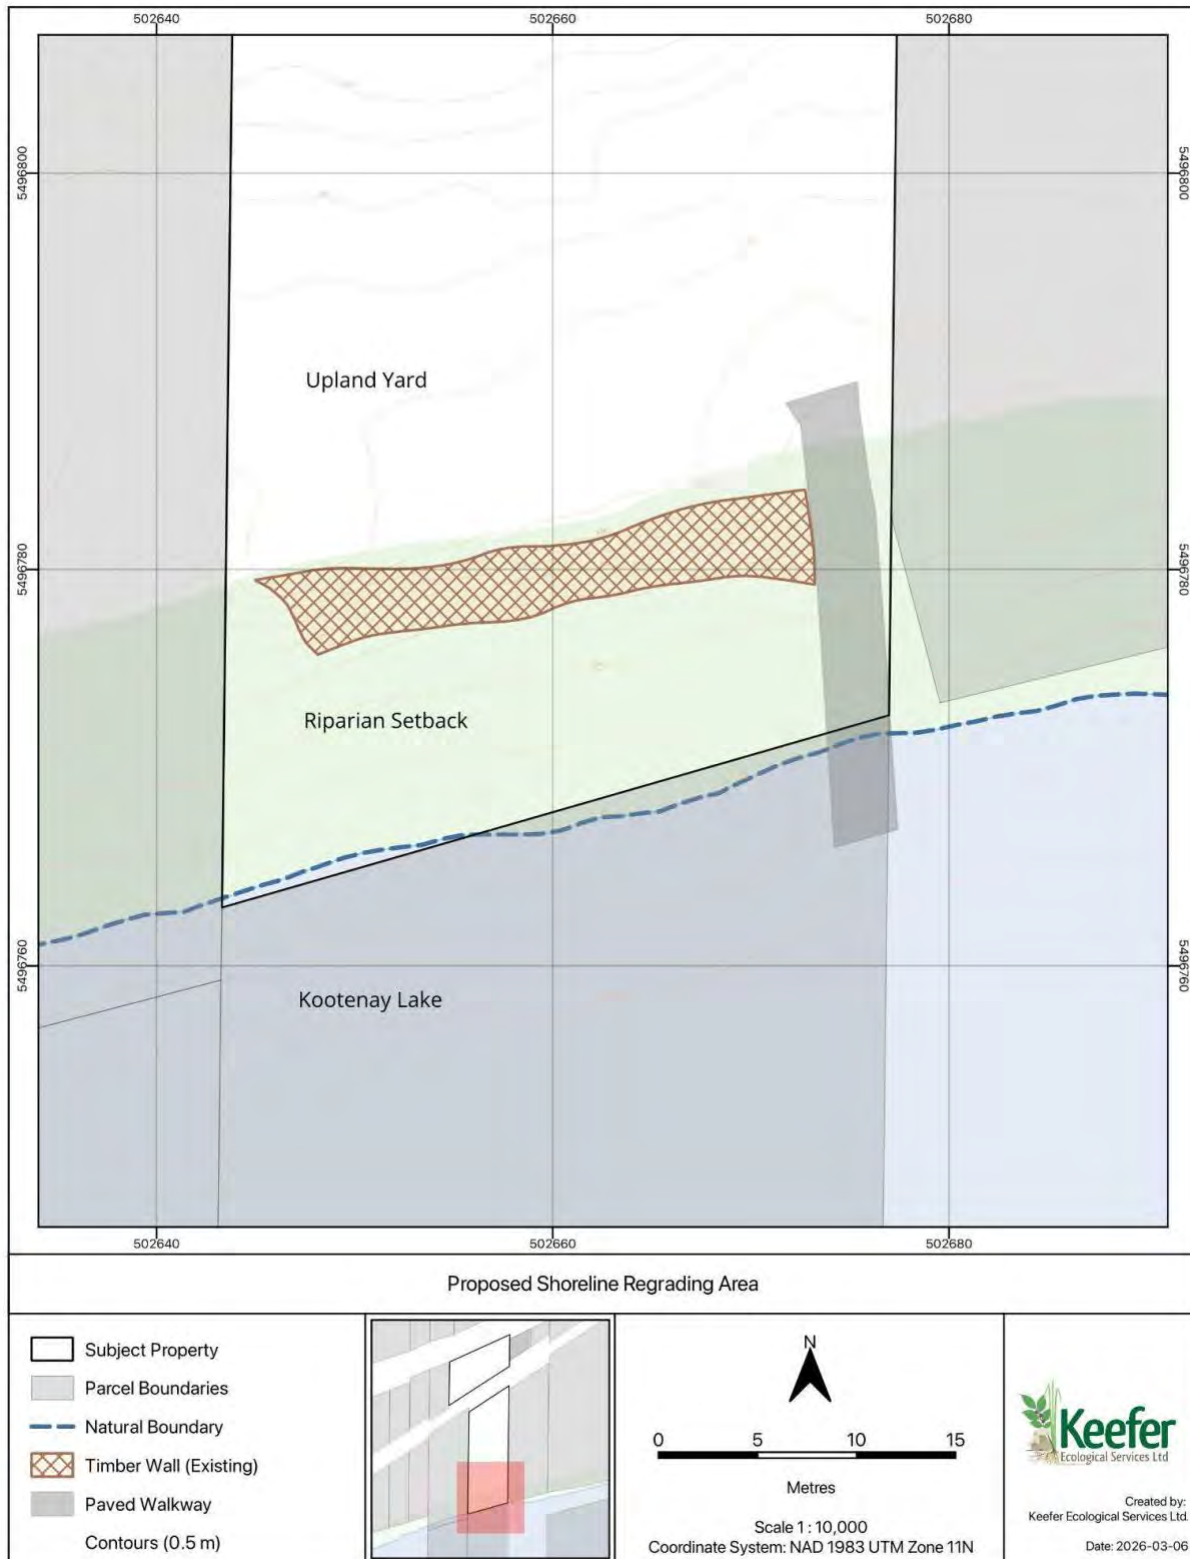 502640 502660 502680
5496800 5496800
Upland Yard
5496780 5496780
Riparian Setback
5496760 5496760
Kootenay Lake
502640 502660 502680
Proposed Shoreline Regrading Area
Subject Property
Parcel Boundaries
Natural Boundary
Timber Wall (Existing)
Paved Walkway
Contours (0.5 m)
N
0 5 10 15
Metres
Scale 1 : 10,000
Coordinate System: NAD 1983 UTM Zone 11N
Keefer
Ecological Services Ltd
Created by:
Keefer Ecological Services Ltd.
Date: 2026-03-06